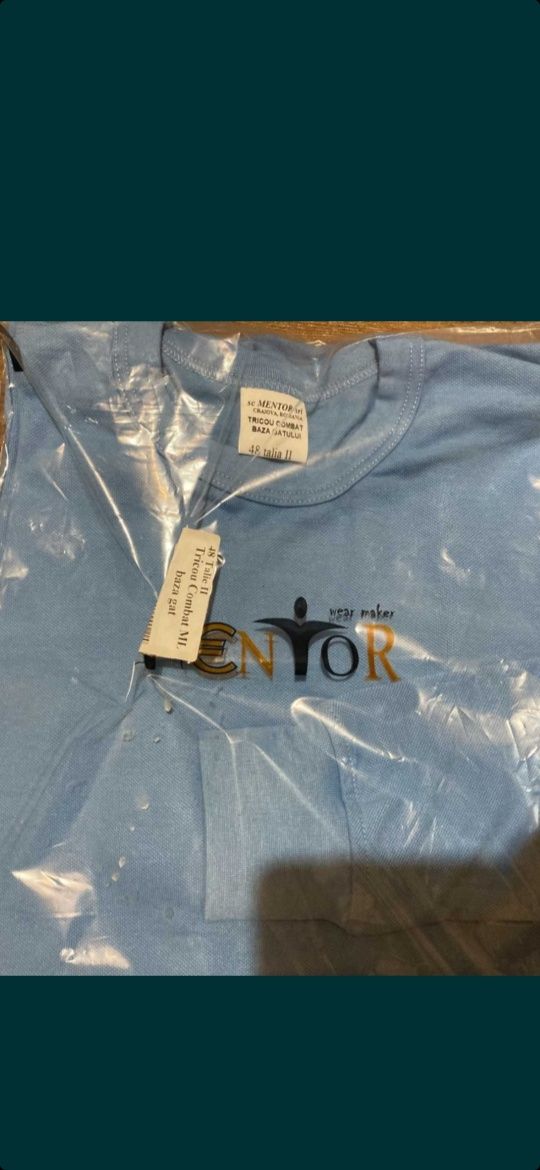 sc MENTOR srl
CRAIOVA, ROMANIA
TRICOU COMBAT
BAZA GATULUI
48 talia II
48 Talie II
Tricou Combat ML
baza gat
wear maker
MENTOR